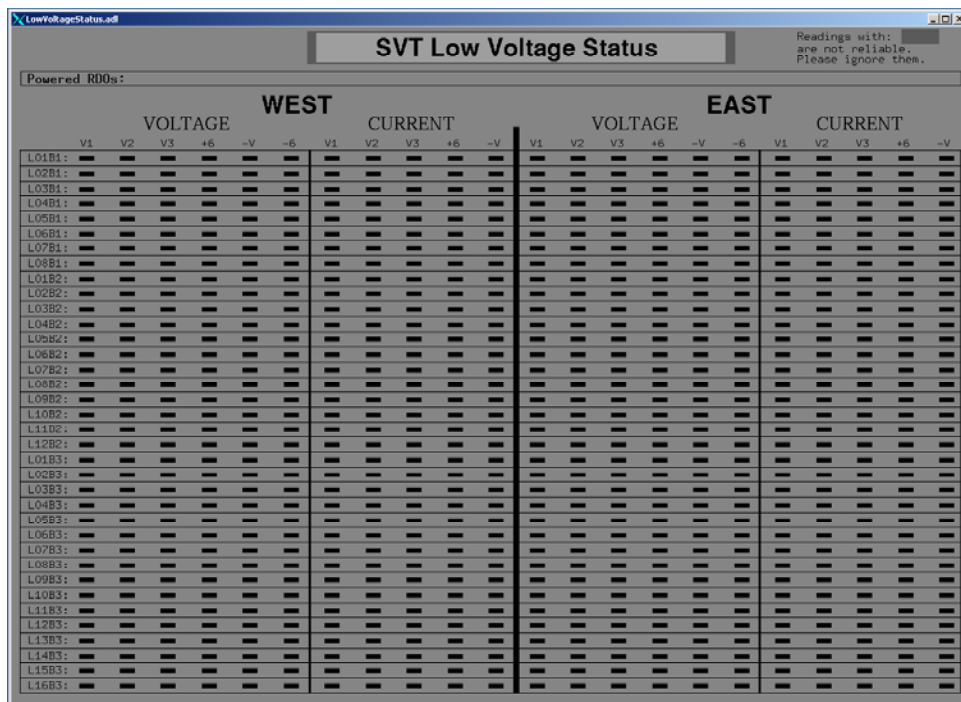 LowVoltageStatus.adl
SVT Low Voltage Status
Readings with:
are not reliable.
Please ignore them.
Powered RDOs:
WEST EAST
VOLTAGE CURRENT VOLTAGE CURRENT
V1 V2 V3 +6 -V -6 V1 V2 V3 +6 -V V1 V2 V3 +6 -V -6 V1 V2 V3 +6 -V
L01B1:
L02B1:
L03B1:
L04B1:
L05B1:
L06B1:
L07B1:
L08B1:
L01B2:
L02B2:
L03B2:
L04B2:
L05B2:
L06B2:
L07B2:
L08B2:
L09B2:
L10B2:
L11B2:
L12B2:
L01B3:
L02B3:
L03B3:
L04B3:
L05B3:
L06B3:
L07B3:
L08B3:
L09B3:
L10B3:
L11B3:
L12B3:
L13B3:
L14B3:
L15B3:
L16B3: